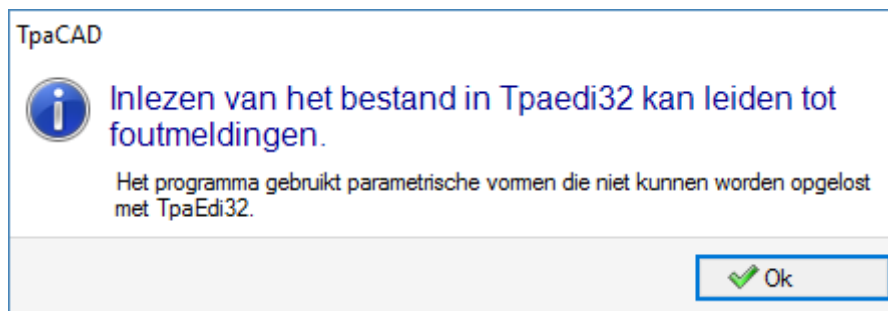 TpaCAD
Inlezen van het bestand in Tpaedi32 kan leiden tot
foutmeldingen.
Het programma gebruikt parametrische vormen die niet kunnen worden opgelost
met TpaEdi32.
Ok